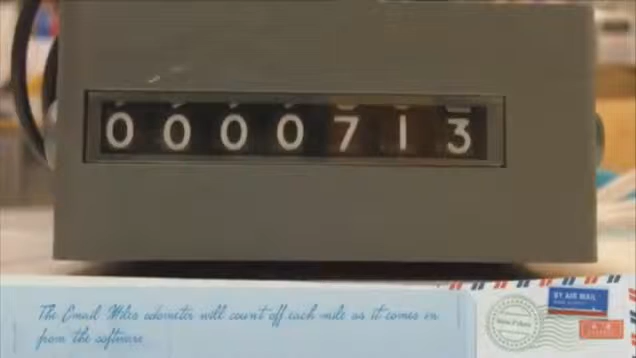 0000713
The Email Miles odometer will count off each mile as it comes in
from the software
BY AIR MAIL